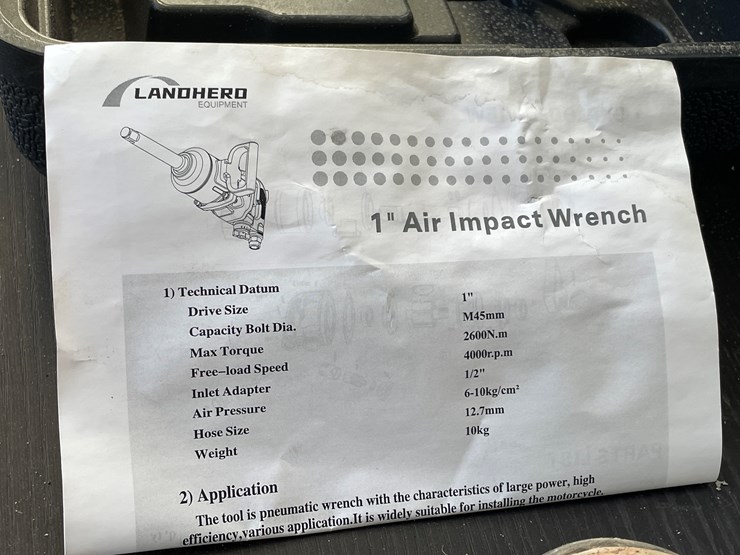 LANDHERO
EQUIPMENT
1" Air Impact Wrench
1) Technical Datum
Drive Size 1"
Capacity Bolt Dia. M45mm
Max Torque 2600N.m
Free-load Speed 4000r.p.m
Inlet Adapter 1/2"
Air Pressure 6-10kg/cm²
Hose Size 12.7mm
Weight 10kg
2) Application
The tool is pneumatic wrench with the characteristics of large power, high
efficiency,various application.It is widely suitable for installing the motorcycle,